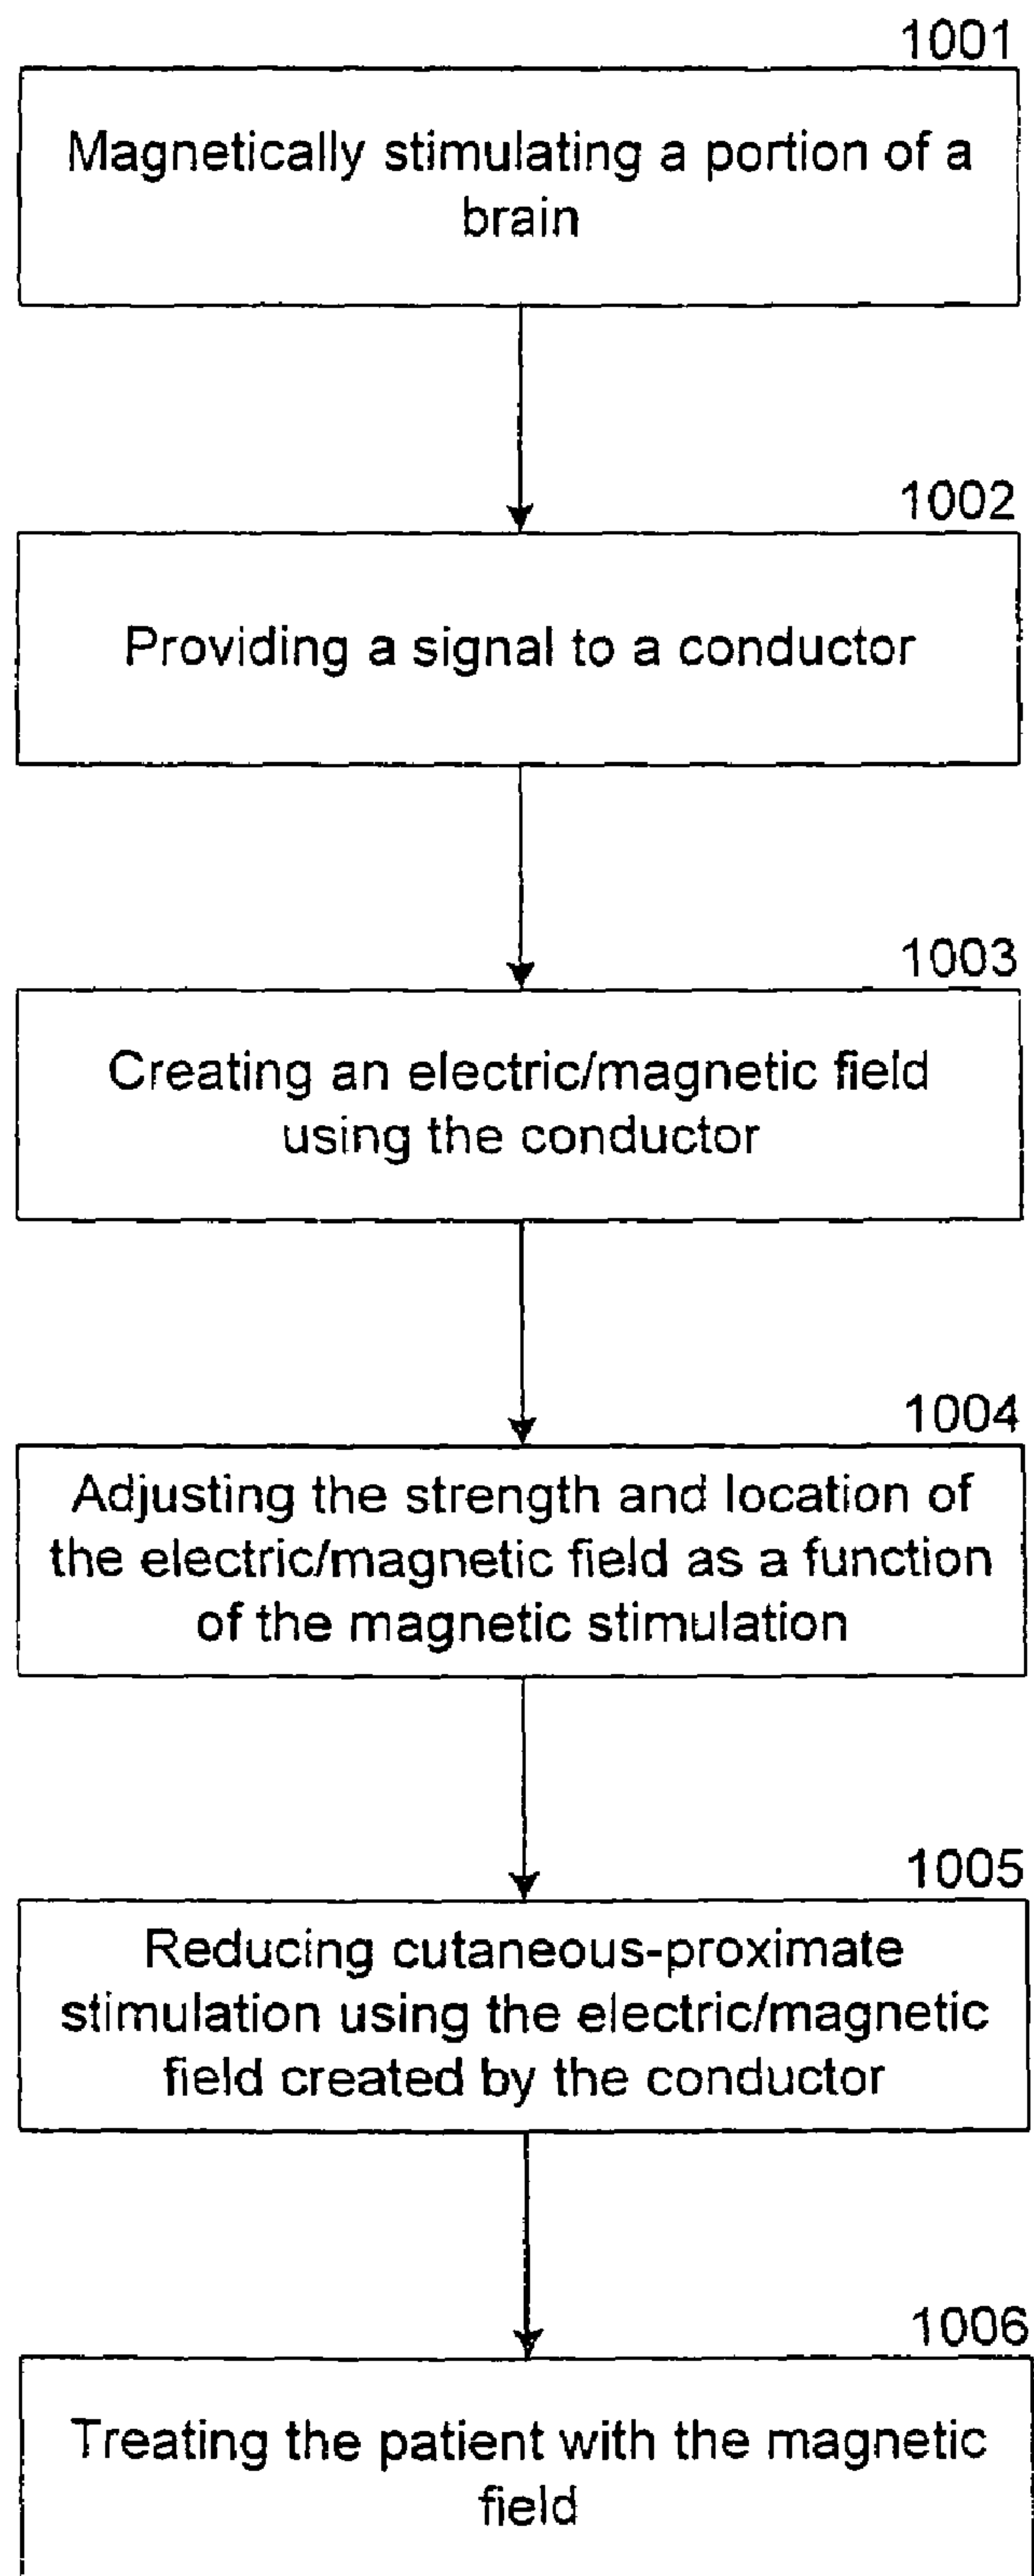 1001
Magnetically stimulating a portion of a
brain
1002
Providing a signal to a conductor
1003
Creating an electric/magnetic field
using the conductor
1004
Adjusting the strength and location of
the electric/magnetic field as a function
of the magnetic stimulation
1005
Reducing cutaneous-proximate
stimulation using the electric/magnetic
field created by the conductor
1006
Treating the patient with the magnetic
field